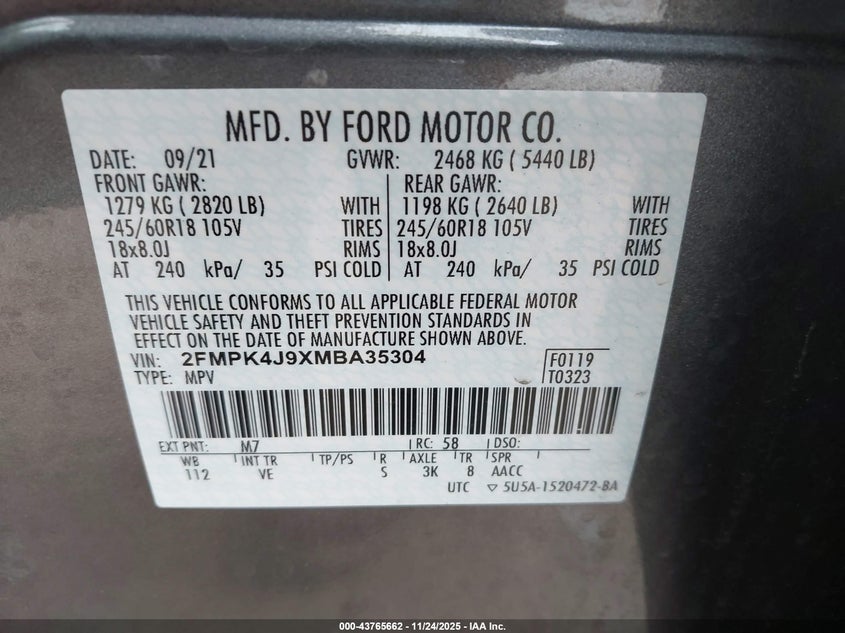 MFD. BY FORD MOTOR CO.
DATE: 09/21 GVWR: 2468 KG ( 5440 LB)
FRONT GAWR: REAR GAWR:
1279 KG ( 2820 LB) WITH 1198 KG ( 2640 LB) WITH
245/60R18 105V TIRES 245/60R18 105V TIRES
18x8.0J RIMS 18x8.0J RIMS
AT 240 kPa/ 35 PSI COLD AT 240 kPa/ 35 PSI COLD
THIS VEHICLE CONFORMS TO ALL APPLICABLE FEDERAL MOTOR
VEHICLE SAFETY AND THEFT PREVENTION STANDARDS IN
EFFECT ON THE DATE OF MANUFACTURE SHOWN ABOVE.
VIN: 2FMPK4J9XMBA35304 F0119
TYPE: MPV T0323
EXT PNT: M7 RC: 58 DSO:
WB INT TR TP/PS R AXLE TR SPR
112 VE S 3K 8 AACC
UTC ▽ 5U5A-1520472-BA
000-43765662 - 11/24/2025 - IAA Inc.